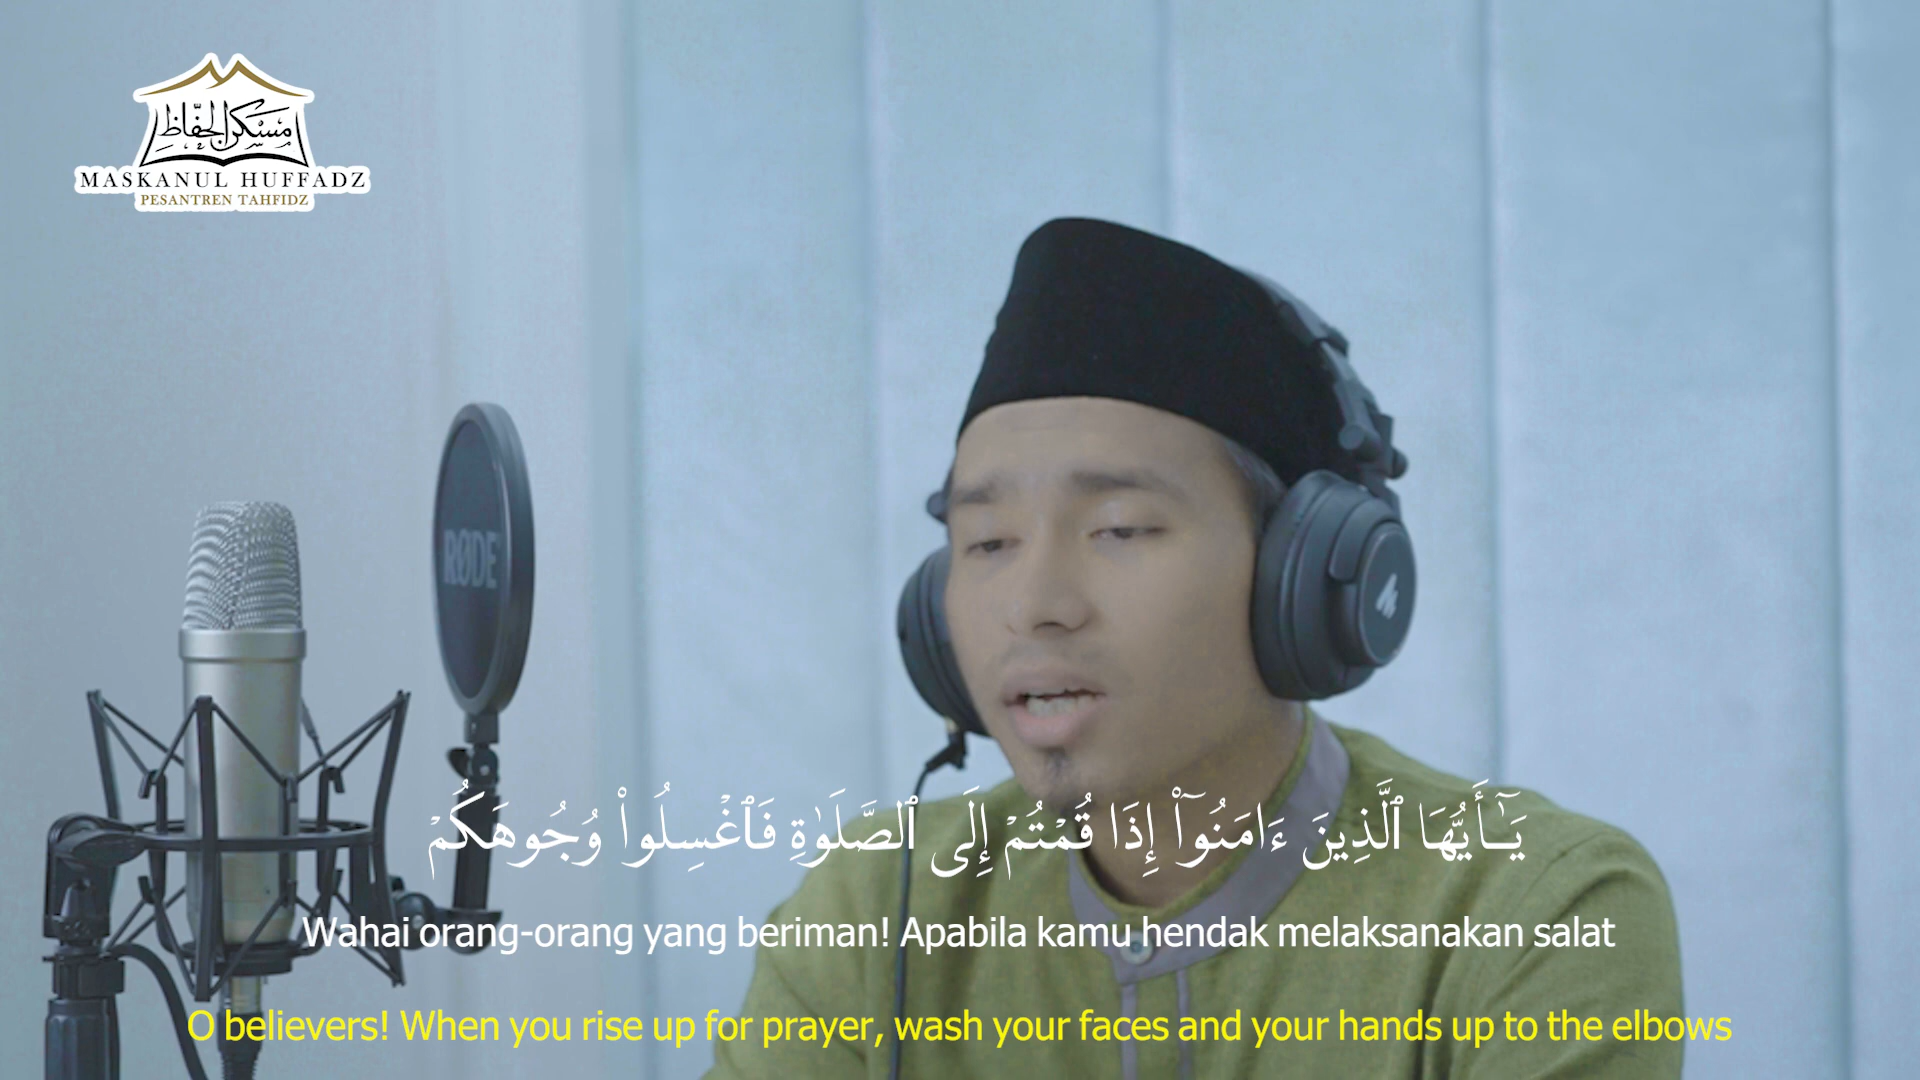 مسكن الحفاظ
MASKANUL HUFFADZ
PESANTREN TAHFIDZ
RØDE
يَـٰٓأَيُّهَا ٱلَّذِينَ ءَامَنُوٓا۟ إِذَا قُمْتُمْ إِلَى ٱلصَّلَوٰةِ فَٱغْسِلُوا۟ وُجُوهَكُمْ
Wahai orang-orang yang beriman! Apabila kamu hendak melaksanakan salat
O believers! When you rise up for prayer, wash your faces and your hands up to the elbows